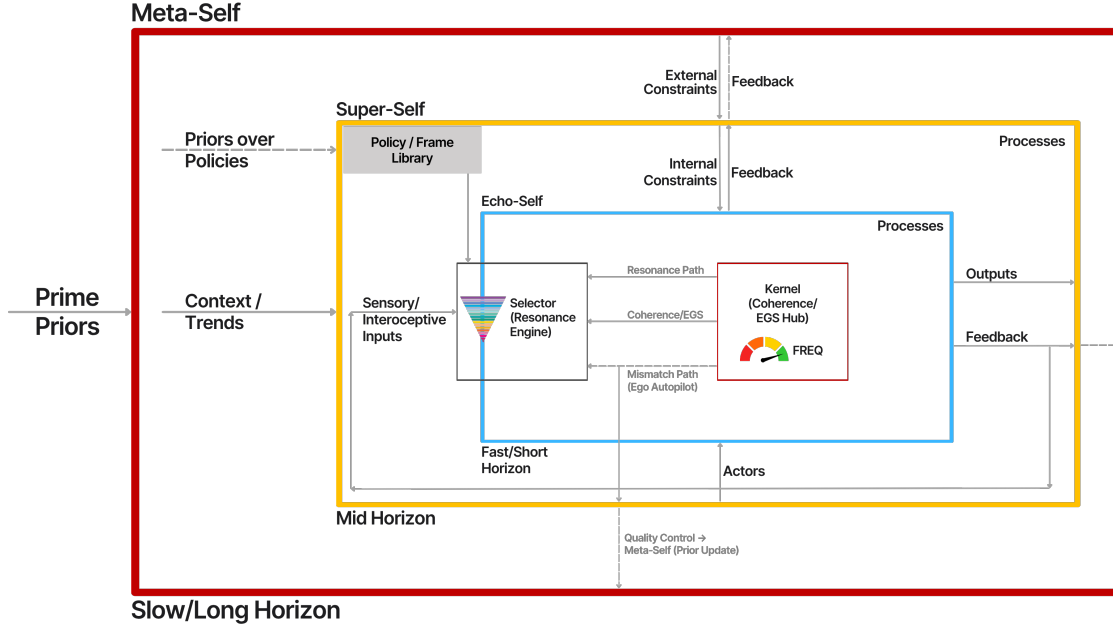 Meta-Self
External
Constraints
Feedback
Super-Self
Priors over
Policies
Policy / Frame
Library
Processes
Internal
Constraints
Feedback
Echo-Self
Processes
Prime
Priors
Context /
Trends
Sensory/
Interoceptive
Inputs
Selector
(Resonance
Engine)
Resonance Path
Coherence/EGS
Mismatch Path
(Ego Autopilot)
Kernel
(Coherence/
EGS Hub)
FREQ
Outputs
Feedback
Fast/Short
Horizon
Actors
Mid Horizon
Quality Control →
Meta-Self (Prior Update)
Slow/Long Horizon